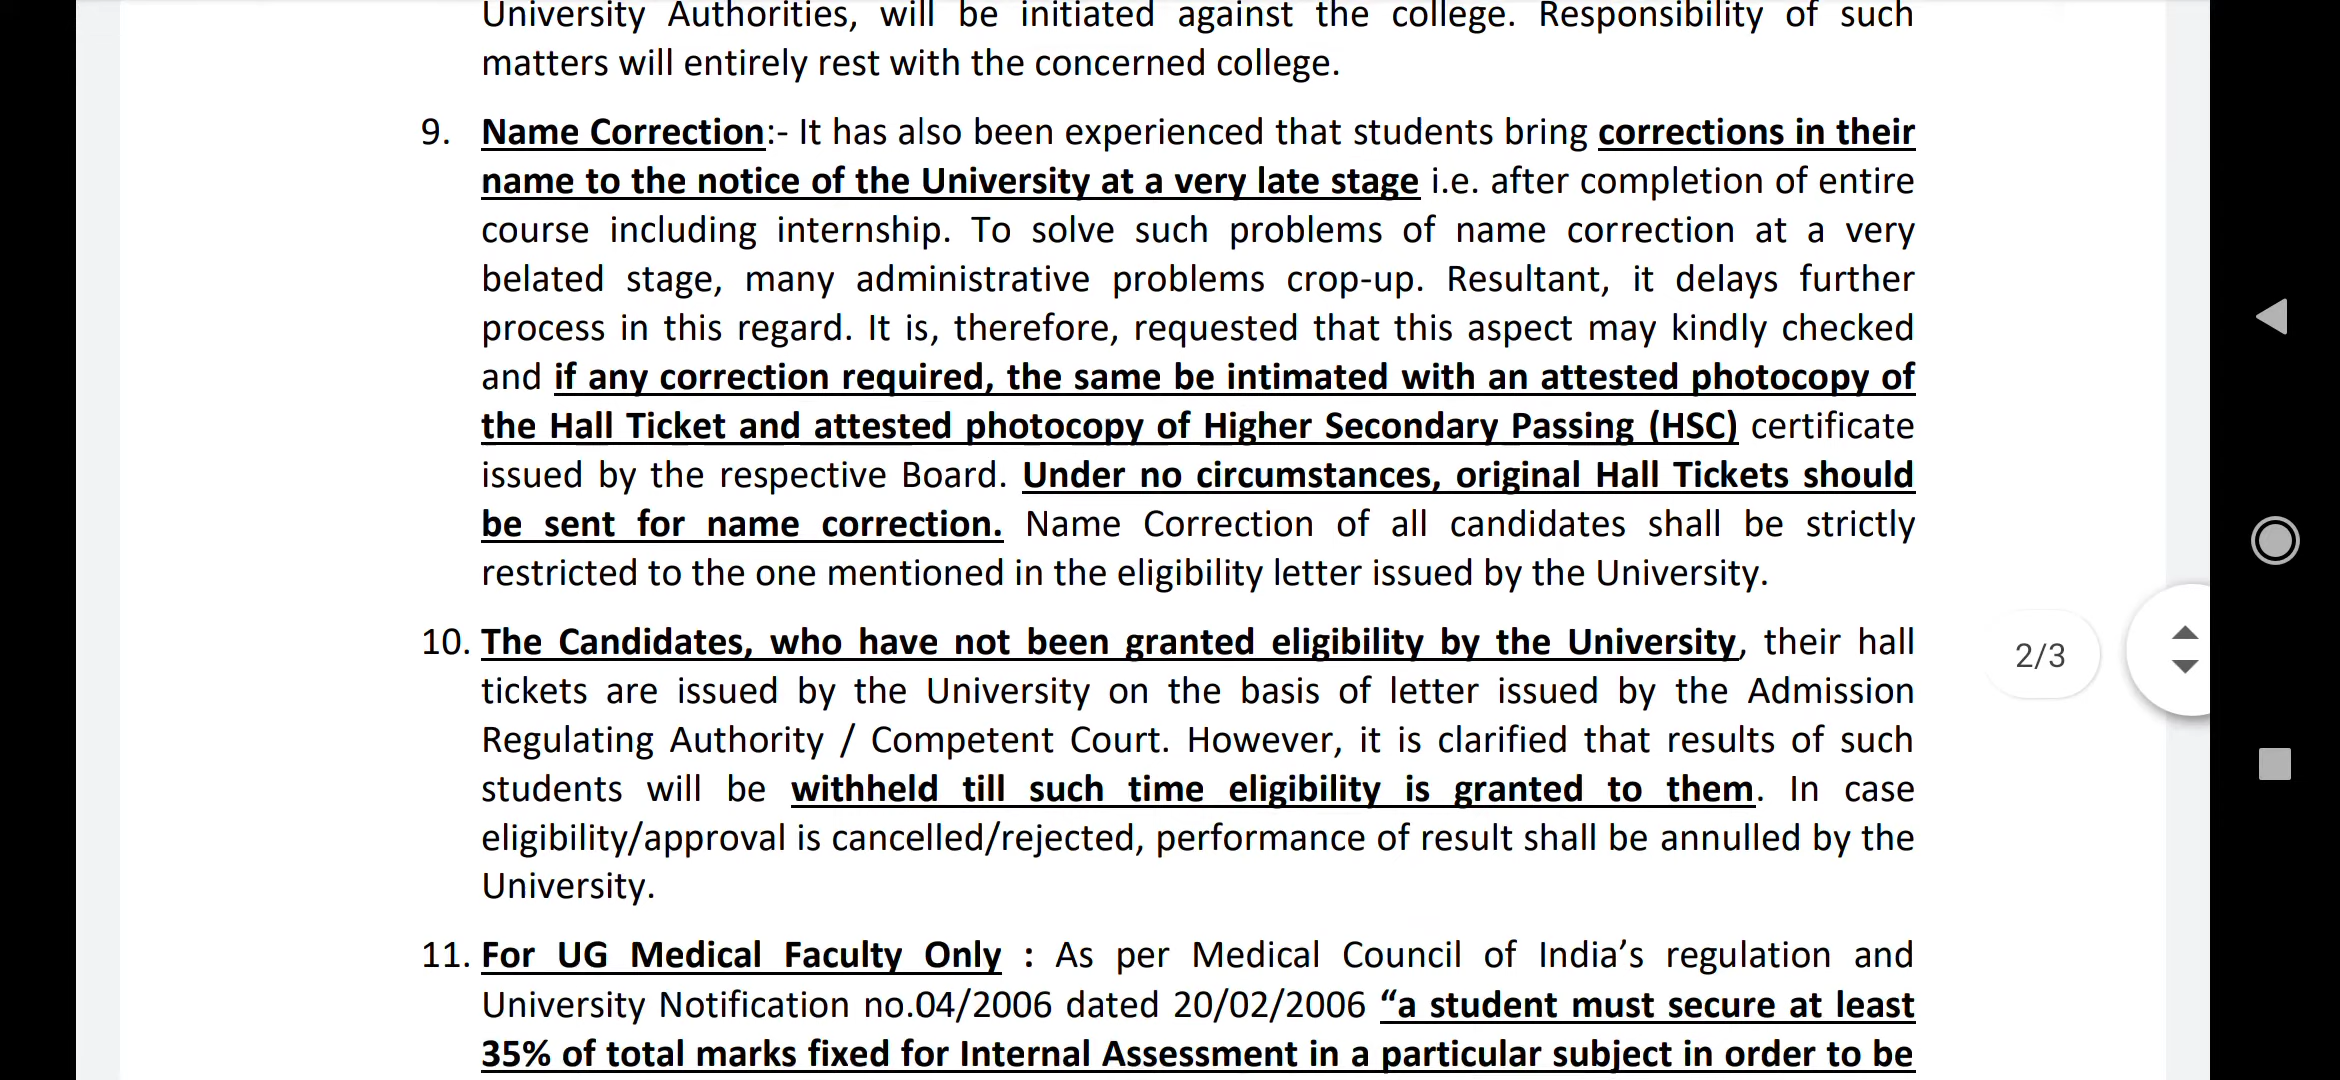 University Authorities, will be initiated against the college. Responsibility of such
matters will entirely rest with the concerned college.
9. Name Correction:- It has also been experienced that students bring corrections in their
name to the notice of the University at a very late stage i.e. after completion of entire
course including internship. To solve such problems of name correction at a very
belated stage, many administrative problems crop-up. Resultant, it delays further
process in this regard. It is, therefore, requested that this aspect may kindly checked
and if any correction required, the same be intimated with an attested photocopy of
the Hall Ticket and attested photocopy of Higher Secondary Passing (HSC) certificate
issued by the respective Board. Under no circumstances, original Hall Tickets should
be sent for name correction. Name Correction of all candidates shall be strictly
restricted to the one mentioned in the eligibility letter issued by the University.
10. The Candidates, who have not been granted eligibility by the University, their hall
tickets are issued by the University on the basis of letter issued by the Admission
Regulating Authority / Competent Court. However, it is clarified that results of such
students will be withheld till such time eligibility is granted to them. In case
eligibility/approval is cancelled/rejected, performance of result shall be annulled by the
University.
11. For UG Medical Faculty Only : As per Medical Council of India’s regulation and
University Notification no.04/2006 dated 20/02/2006 “a student must secure at least
35% of total marks fixed for Internal Assessment in a particular subject in order to be
2/3